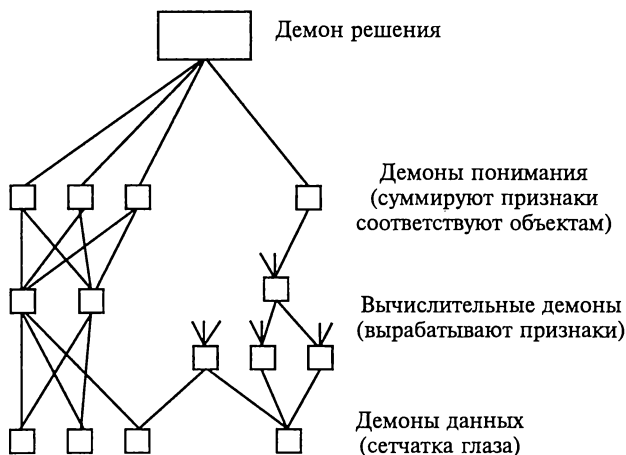 Демон решения
Демоны понимания
(суммируют признаки
соответствуют объектам)
Вычислительные демоны
(вырабатывают признаки)
Демоны данных
(сетчатка глаза)